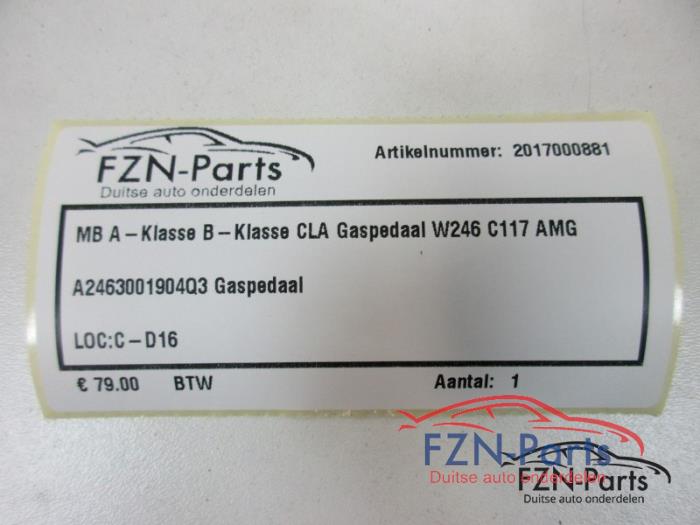 FZN-Parts
Duitse auto onderdelen
Artikelnummer: 2017000881
MB A-Klasse B-Klasse CLA Gaspedaal W246 C117 AMG
A2463001904Q3 Gaspedaal
LOC:C-D16
€ 79.00 BTW Aantal: 1
FZN-Parts
Duitse auto onderdelen
FZN-Parts
Duitse auto onderdelen